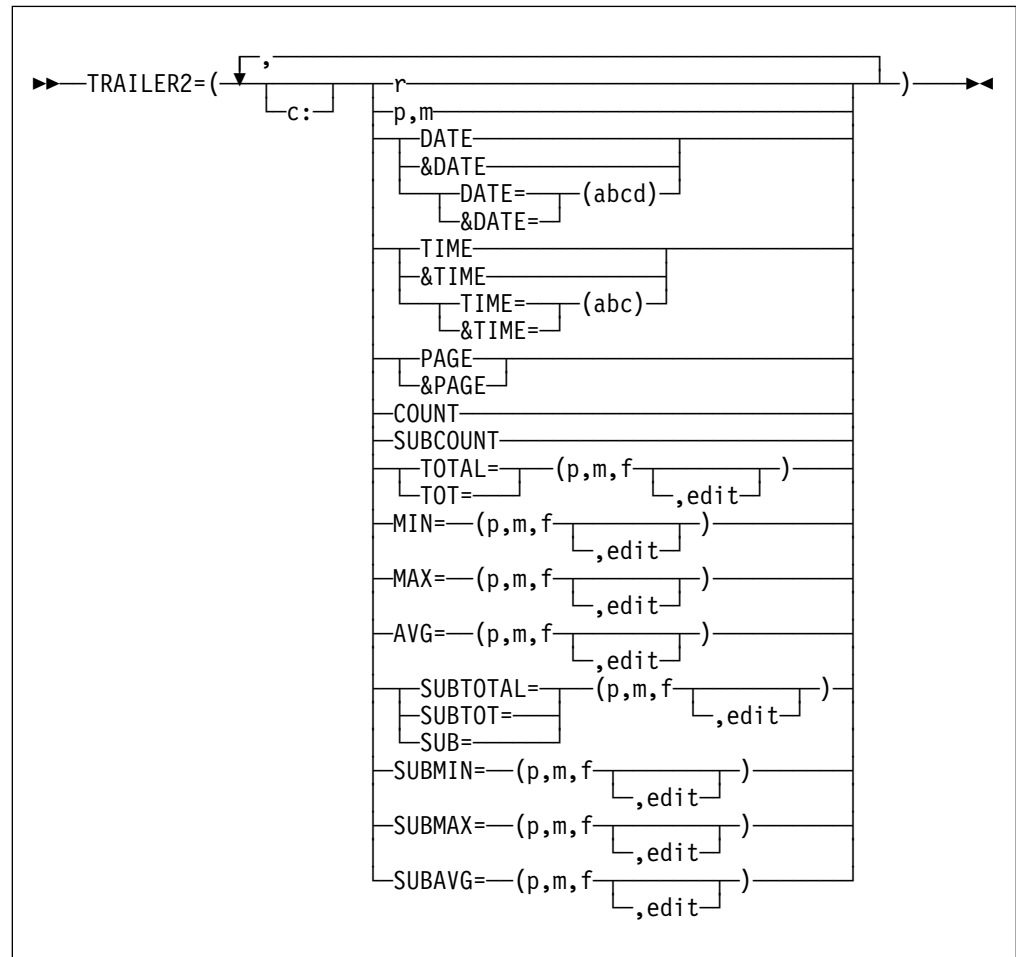 ,
TRAILER2=( r )
c:
p,m
DATE
&DATE
DATE= (abcd)
&DATE=
TIME
&TIME
TIME= (abc)
&TIME=
PAGE
&PAGE
COUNT
SUBCOUNT
TOTAL= (p,m,f )
TOT= ,edit
MIN= (p,m,f )
,edit
MAX= (p,m,f )
,edit
AVG= (p,m,f )
,edit
SUBTOTAL= (p,m,f )
SUBTOT= ,edit
SUB=
SUBMIN= (p,m,f )
,edit
SUBMAX= (p,m,f )
,edit
SUBAVG= (p,m,f )
,edit